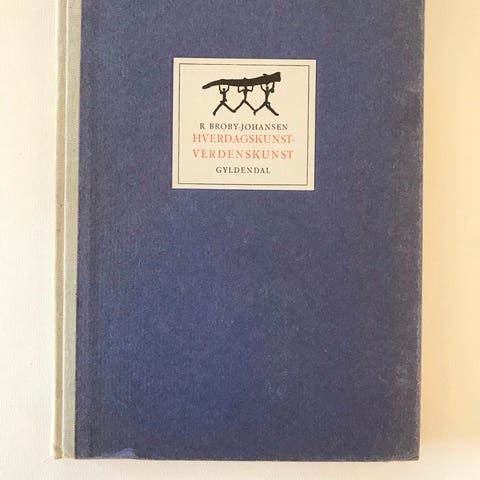 R. BROBY-JOHANSEN
HVERDAGSKUNST-
VERDENSKUNST
GYLDENDAL